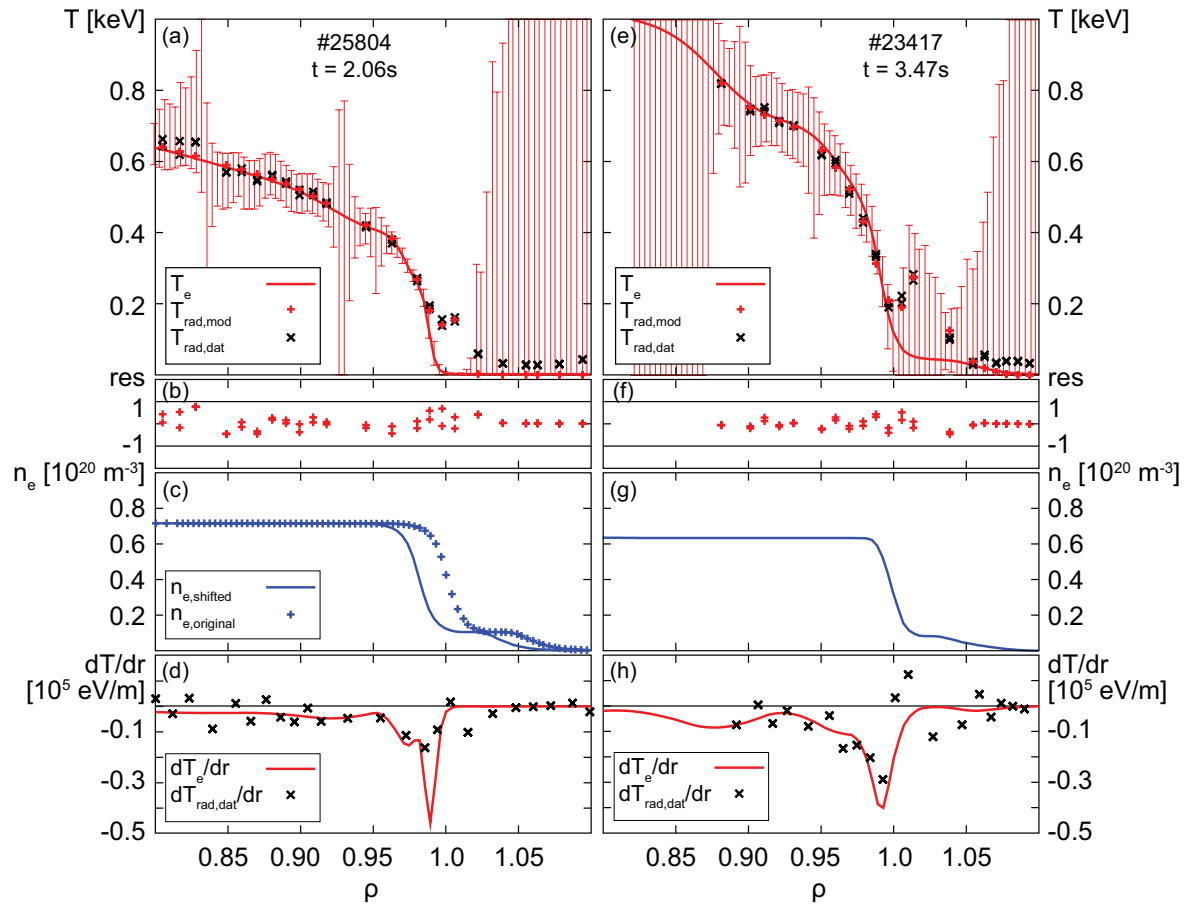 T [keV]
T [keV]
(a)
#25804
t = 2.06s
(e)
#23417
t = 3.47s
0.8
0.6
0.4
0.2
0.8
0.6
0.4
0.2
T_e
T_rad,mod
T_rad,dat
T_e
T_rad,mod
T_rad,dat
res
res
(b)
(f)
1
-1
1
-1
n_e [10^20 m^-3]
n_e [10^20 m^-3]
(c)
(g)
0.8
0.6
0.4
0.2
0.8
0.6
0.4
0.2
n_e,shifted
n_e,original
dT/dr
[10^5 eV/m]
dT/dr
[10^5 eV/m]
(d)
(h)
-0.1
-0.3
-0.5
-0.1
-0.3
-0.5
dT_e/dr
dT_rad,dat/dr
dT_e/dr
dT_rad,dat/dr
0.85 0.90 0.95 1.0 1.05
0.85 0.90 0.95 1.0 1.05
ρ
ρ